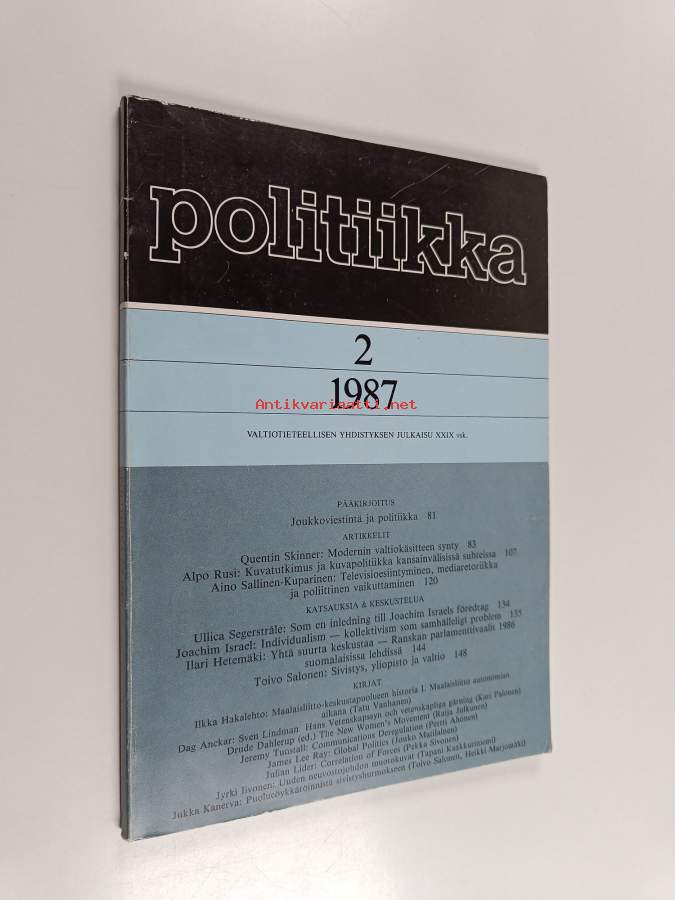 politiikka
2
1987
Antikvariaatti.net
VALTIOTIETEELLISEN YHDISTYKSEN JULKAISU XXIX vsk.
PÄÄKIRJOITUS
Joukkoviestintä ja politiikka 81
ARTIKKELIT
Quentin Skinner: Modernin valtiokäsitteen synty 83
Alpo Rusi: Kuvatutkimus ja kuvapolitiikka kansainvälisissä suhteissa 107
Aino Sallinen-Kuparinen: Televisioesiintyminen, mediaretoriikka
ja poliittinen vaikuttaminen 120
KATSAUKSIA & KESKUSTELUA
Ullica Segerstråle: Som en inledning till Joachim Israels föredrag 134
Joachim Israel: Individualism — kollektivism som samhälleligt problem 135
Ilari Hetemäki: Yhtä suurta keskustaa — Ranskan parlamenttivaalit 1986
suomalaisissa lehdissä 144
Toivo Salonen: Sivistys, yliopisto ja valtio 148
KIRJAT
Ilkka Hakalehto: Maalaisliitto-keskustapuolueen historia I. Maalaisliitto autonomian
aikana (Tatu Vanhanen)
Dag Anckar: Sven Lindman. Hans Vetenskapssyn och vetenskapliga gärning (Kari Palonen)
Drude Dahlerup (ed.) The New Women's Movement (Raija Julkunen)
Jeremy Tunstall: Communications Deregulation (Pertti Ahonen)
James Lee Ray: Global Politics (Jouko Matilainen)
Julian Lider: Correlation of Forces (Pekka Sivonen)
Jyrki Iivonen: Uuden neuvostojohdon muotokuvat (Tapani Kaakkuriniemi)
Jukka Kanerva: Puoluepöykkäröinnistä sivistyshurmokseen (Toivo Salonen, Heikki Marjomäki)